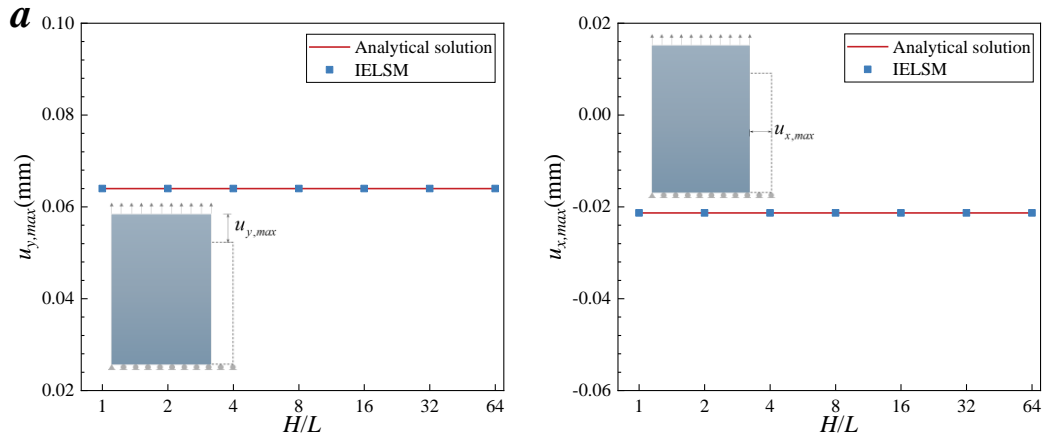 a
0.10
0.08
0.06
0.04
0.02
u_{y,max}(mm)
Analytical solution
IELSM
u_{y,max}
1 2 4 8 16 32 64
H/L
0.02
0.00
-0.02
-0.04
-0.06
u_{x,max}(mm)
Analytical solution
IELSM
u_{x,max}
1 2 4 8 16 32 64
H/L